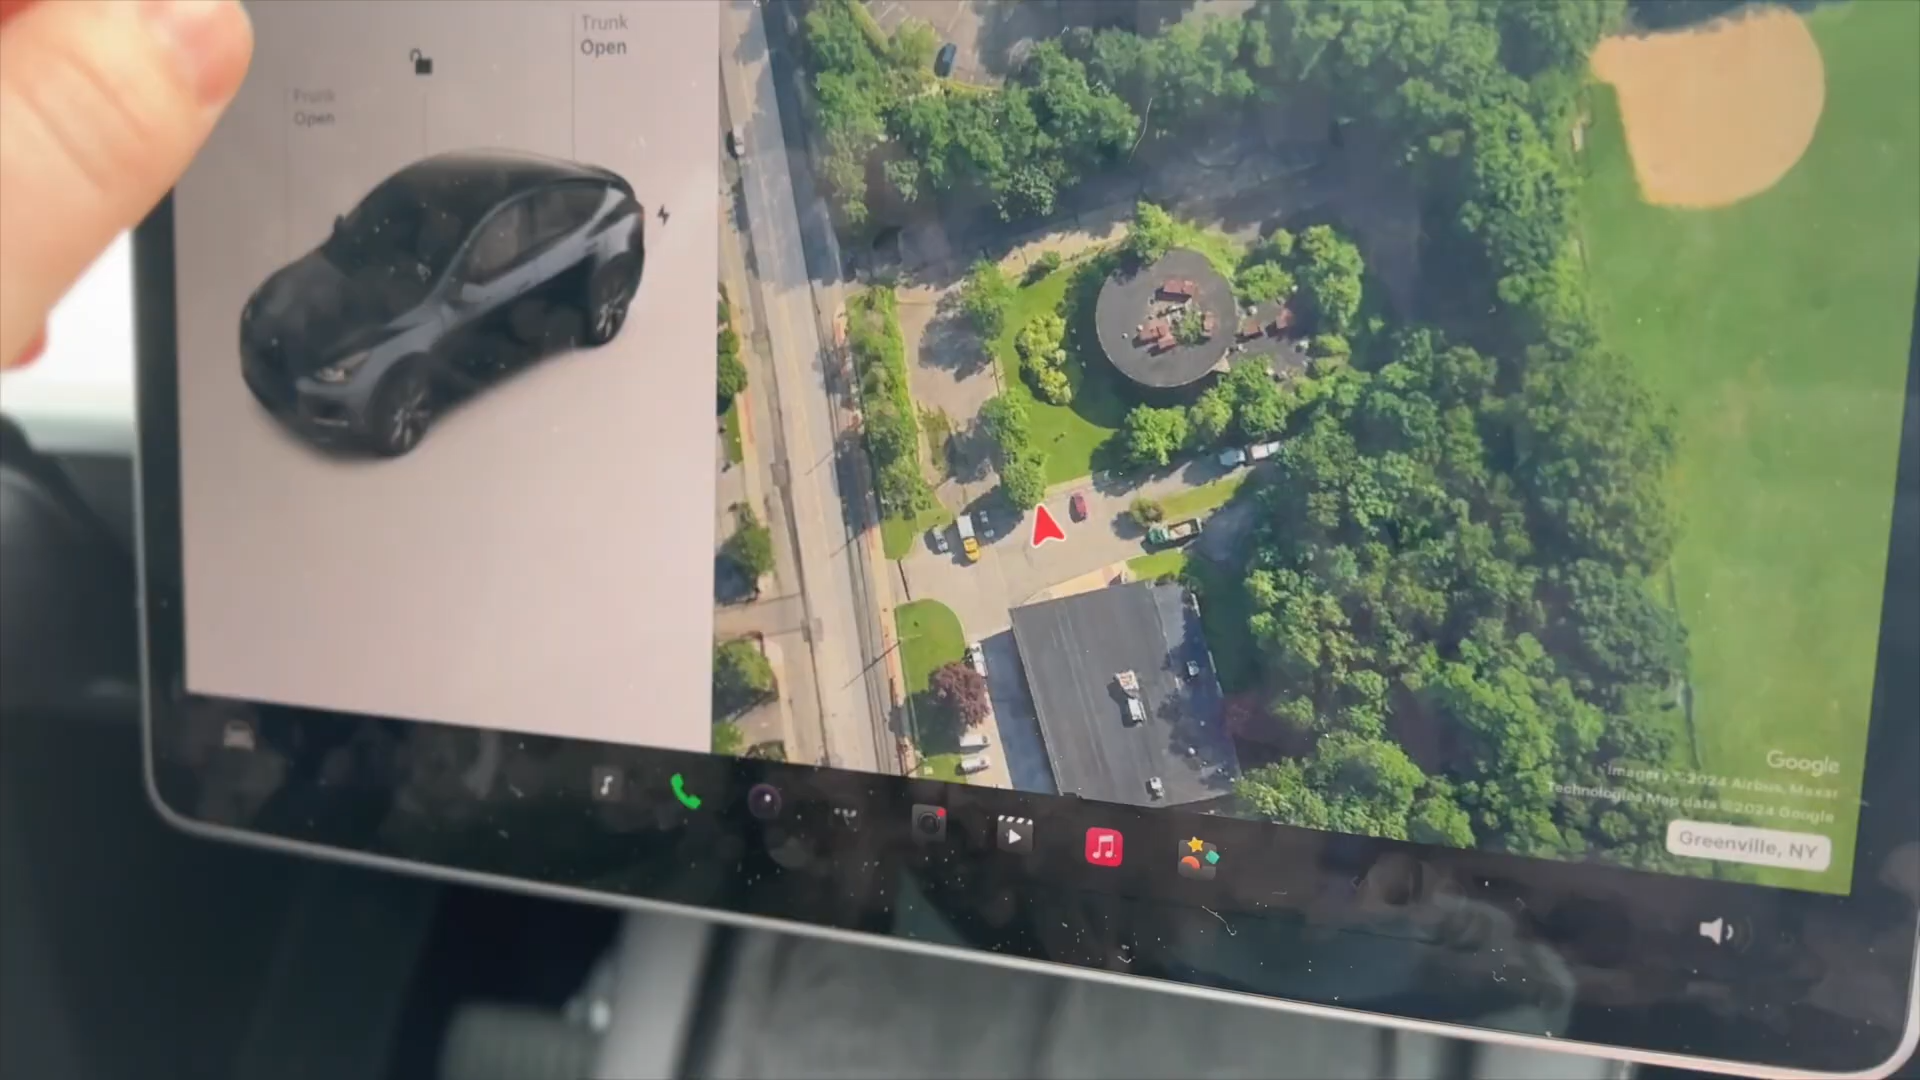 Trunk
Open
Frunk
Open
Google
Imagery ©2024 Airbus, Maxar
Technologies Map data ©2024 Google
Greenville, NY